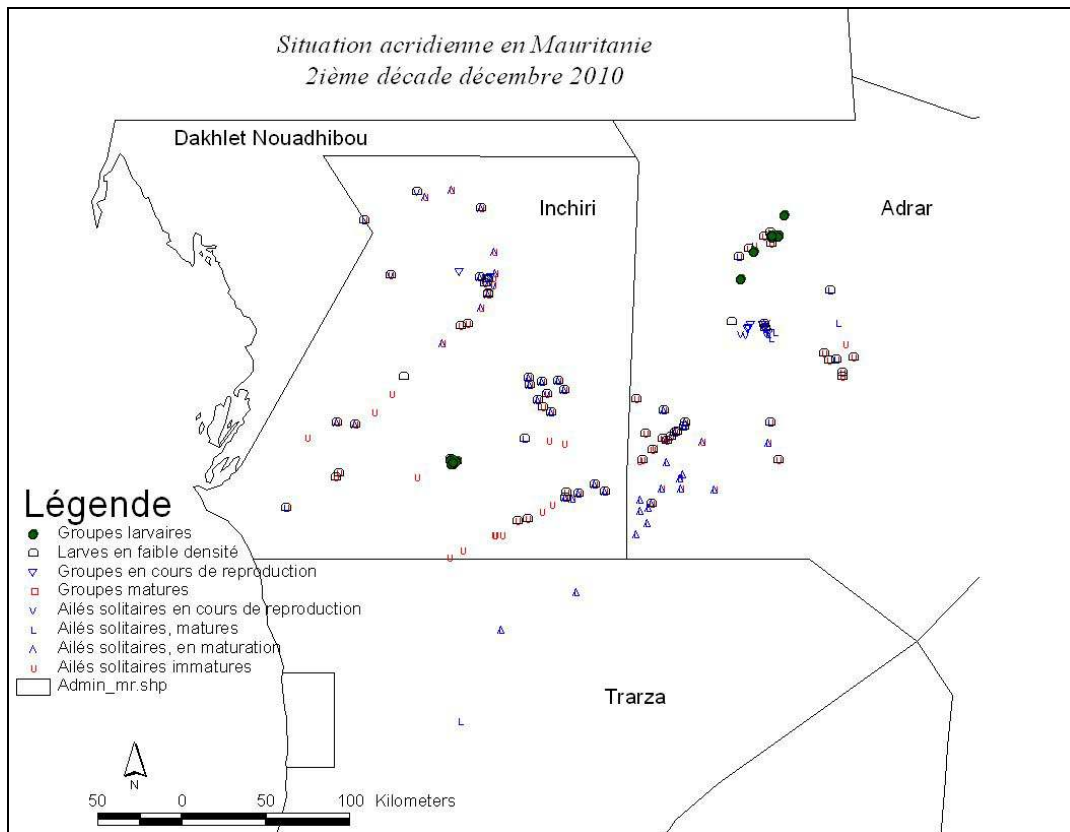 Situation acridienne en Mauritanie
2ième décade décembre 2010
Dakhlet Nouadhibou
Inchiri
Adrar
Légende
Groupes larvaires
Larves en faible densité
Groupes en cours de reproduction
Groupes matures
Ailés solitaires en cours de reproduction
Ailés solitaires, matures
Ailés solitaires, en maturation
Ailés solitaires immatures
Admin_mr.shp
Trarza
N
50 0 50 100 Kilometers